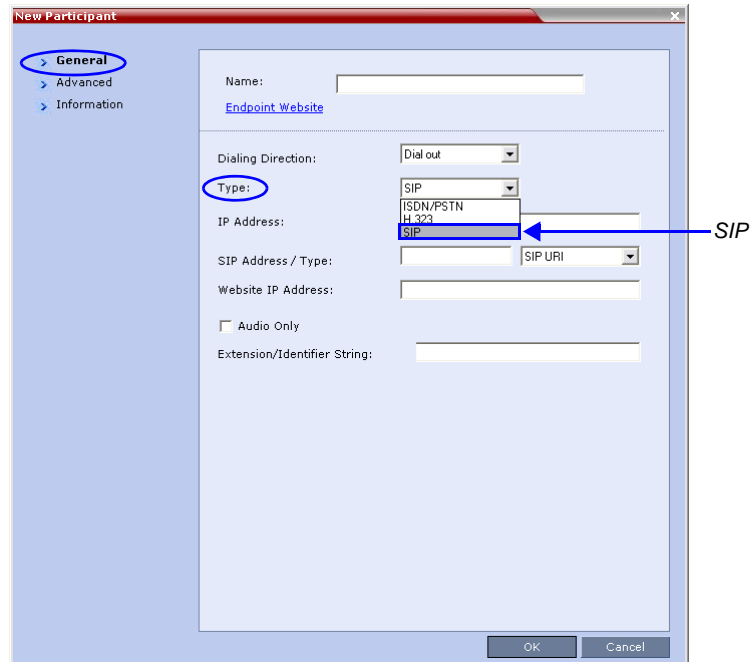 New Participant x
General
Advanced
Information
Name:
Endpoint Website
Dialing Direction: Dial out
Type: SIP
ISDN/PSTN
IP Address: H.323
SIP SIP
SIP Address / Type: SIP URI
Website IP Address:
Audio Only
Extension/Identifier String:
OK Cancel